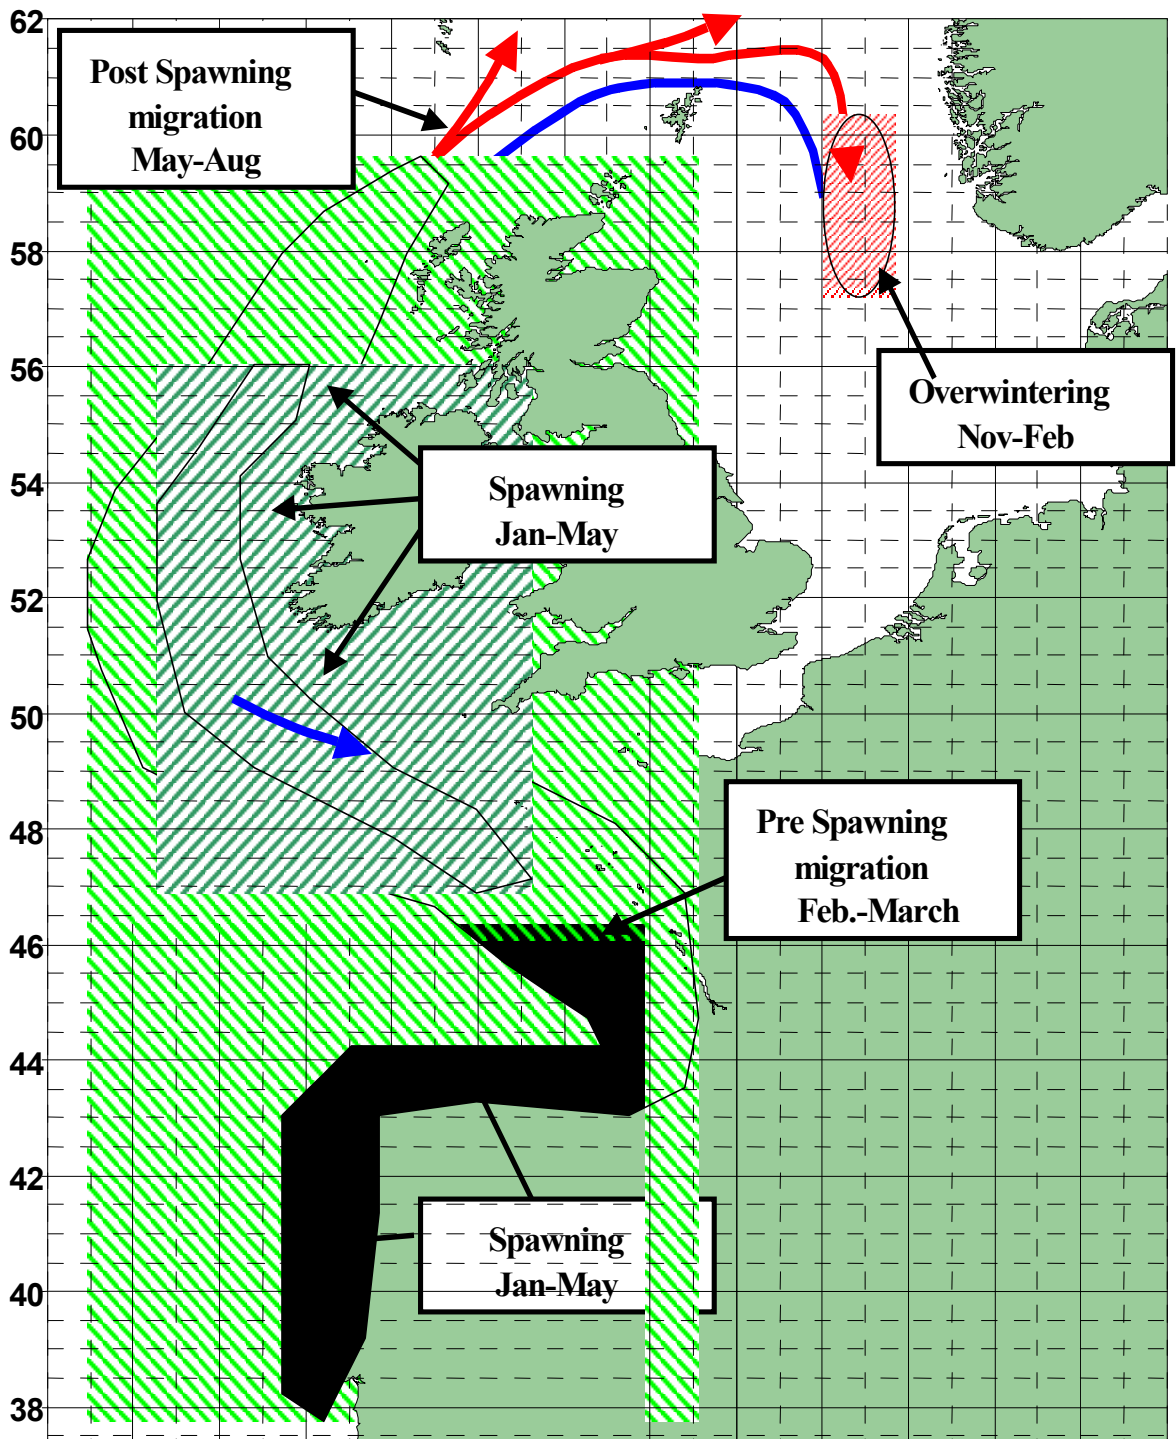 62
60
58
56
54
52
50
48
46
44
42
40
38
Post Spawning
migration
May-Aug
Overwintering
Nov-Feb
Spawning
Jan-May
Pre Spawning
migration
Feb.-March
Spawning
Jan-May